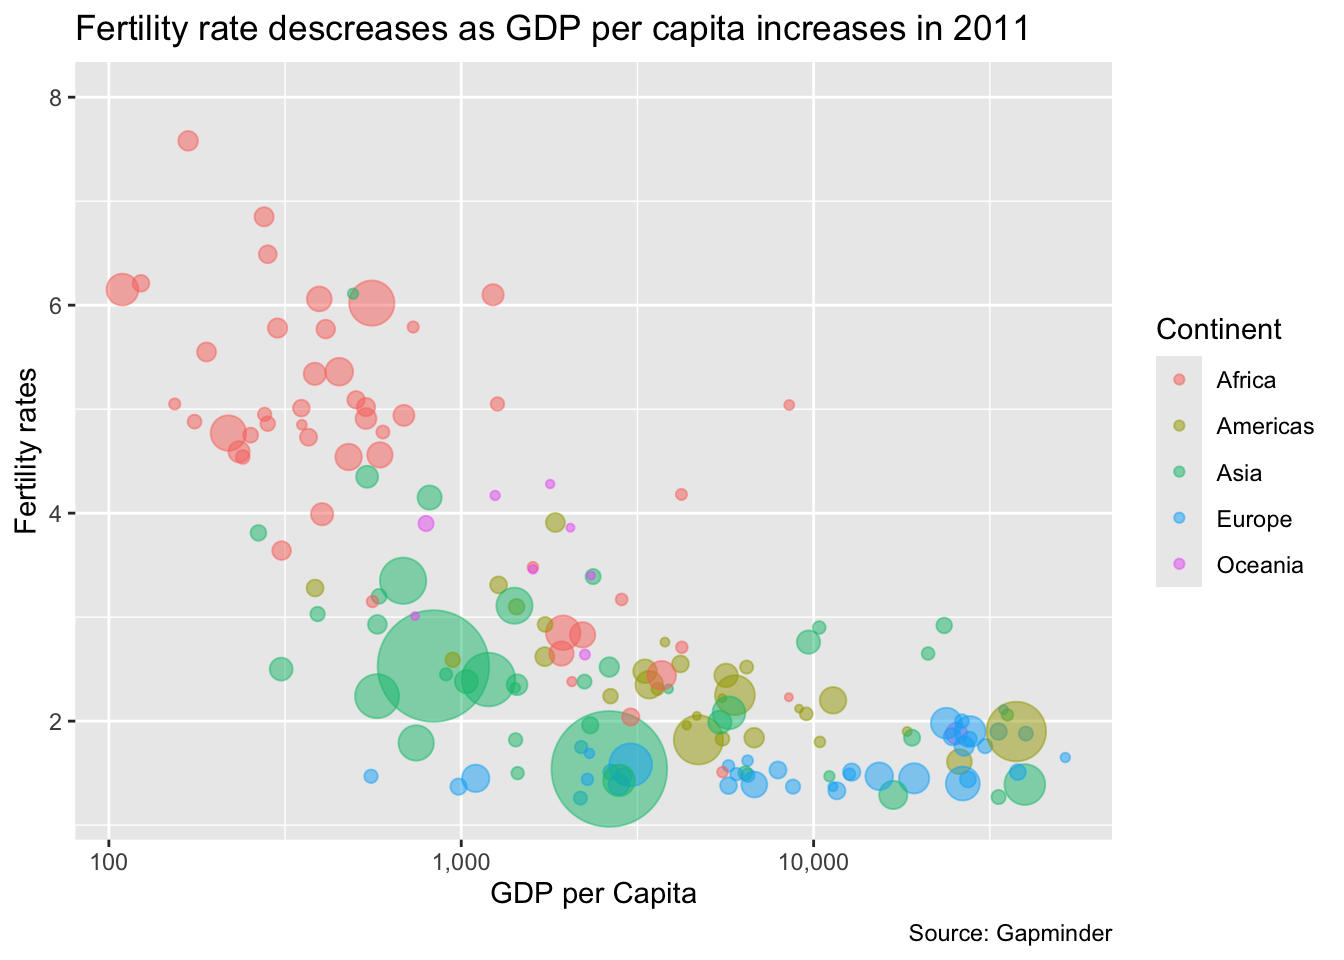 Fertility rate descreases as GDP per capita increases in 2011
8
6
4
2
Fertility rates
100
1,000
10,000
GDP per Capita
Continent
Africa
Americas
Asia
Europe
Oceania
Source: Gapminder